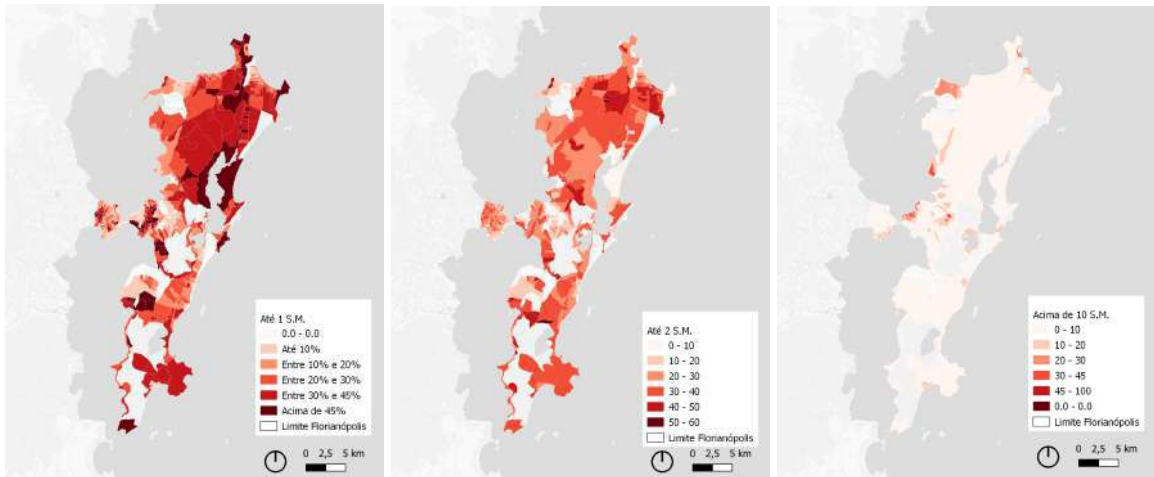 Até 1 S.M.
0.0 - 0.0
Até 10%
Entre 10% e 20%
Entre 20% e 30%
Entre 30% e 45%
Acima de 45%
Limite Florianópolis
0 2,5 5 km
Até 2 S.M.
0 - 10
10 - 20
20 - 30
30 - 40
40 - 50
50 - 60
Limite Florianópolis
0 2,5 5 km
Acima de 10 S.M.
0 - 10
10 - 20
20 - 30
30 - 45
45 - 100
0.0 - 0.0
Limite Florianópolis
0 2,5 5 km